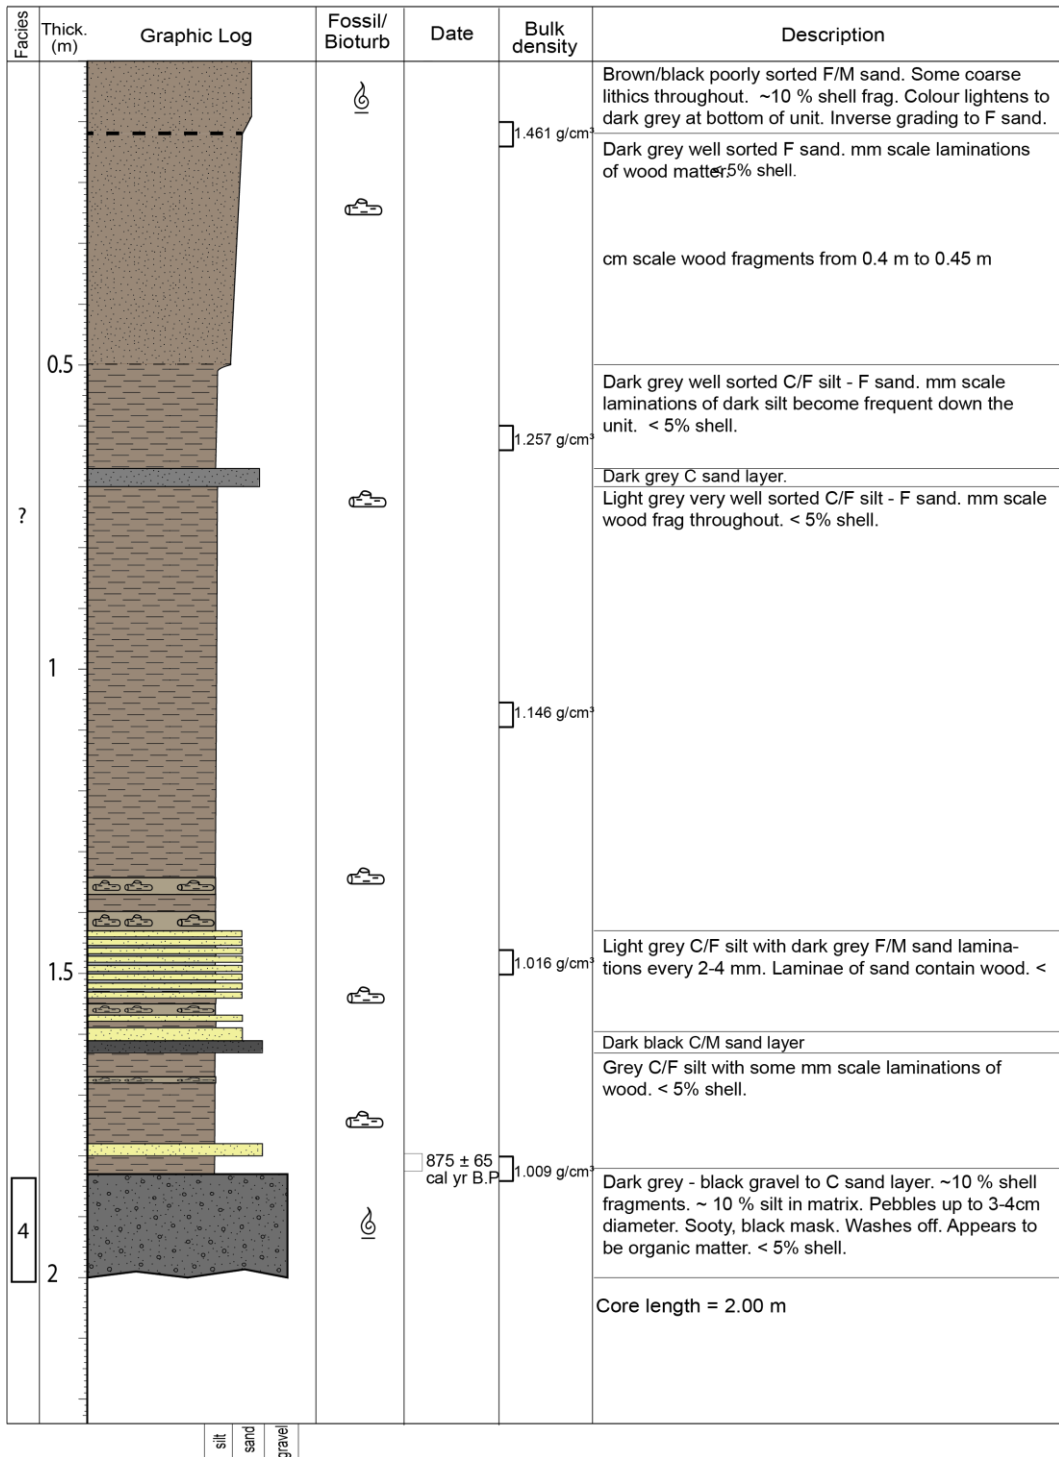 Facies
Thick.
(m)
Graphic Log
Fossil/
Bioturb
Date
Bulk
density
Description
Brown/black poorly sorted F/M sand. Some coarse
lithics throughout. ~10 % shell frag. Colour lightens to
dark grey at bottom of unit. Inverse grading to F sand.
1.461 g/cm³
Dark grey well sorted F sand. mm scale laminations
of wood matter. < 5% shell.
cm scale wood fragments from 0.4 m to 0.45 m
0.5
Dark grey well sorted C/F silt - F sand. mm scale
laminations of dark silt become frequent down the
unit. < 5% shell.
1.257 g/cm³
Dark grey C sand layer.
Light grey very well sorted C/F silt - F sand. mm scale
wood frag throughout. < 5% shell.
?
1
1.146 g/cm³
Light grey C/F silt with dark grey F/M sand lamina-
tions every 2-4 mm. Laminae of sand contain wood. <
1.5
1.016 g/cm³
Dark black C/M sand layer
Grey C/F silt with some mm scale laminations of
wood. < 5% shell.
875 ± 65
cal yr B.P
1.009 g/cm³
Dark grey - black gravel to C sand layer. ~10 % shell
fragments. ~ 10 % silt in matrix. Pebbles up to 3-4cm
diameter. Sooty, black mask. Washes off. Appears to
be organic matter. < 5% shell.
4
2
Core length = 2.00 m
silt
sand
gravel